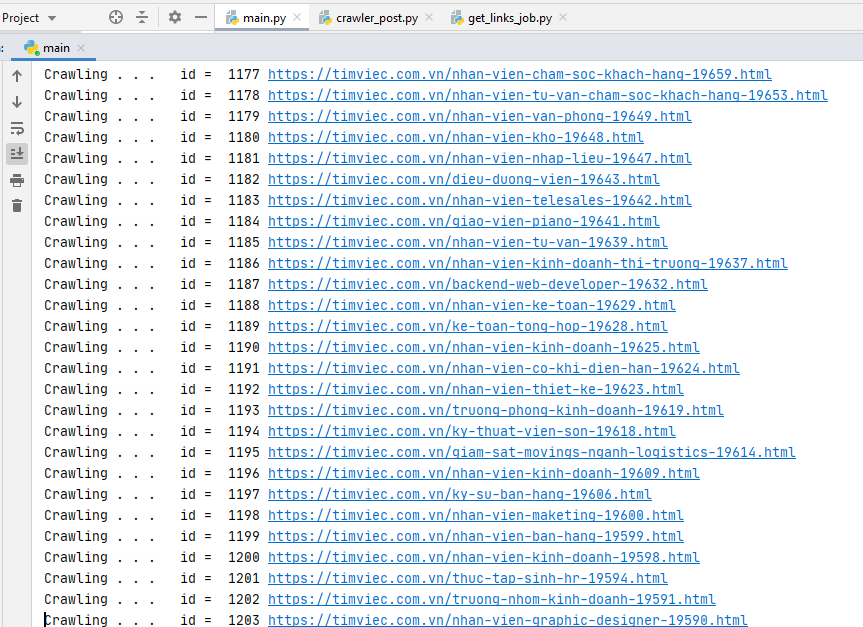 Project main.py crawler_post.py get_links_job.py
: main
Crawling . . . id = 1177 https://timviec.com.vn/nhan-vien-cham-soc-khach-hang-19659.html
Crawling . . . id = 1178 https://timviec.com.vn/nhan-vien-tu-van-cham-soc-khach-hang-19653.html
Crawling . . . id = 1179 https://timviec.com.vn/nhan-vien-van-phong-19649.html
Crawling . . . id = 1180 https://timviec.com.vn/nhan-vien-kho-19648.html
Crawling . . . id = 1181 https://timviec.com.vn/nhan-vien-nhap-lieu-19647.html
Crawling . . . id = 1182 https://timviec.com.vn/dieu-duong-vien-19643.html
Crawling . . . id = 1183 https://timviec.com.vn/nhan-vien-telesales-19642.html
Crawling . . . id = 1184 https://timviec.com.vn/giao-vien-piano-19641.html
Crawling . . . id = 1185 https://timviec.com.vn/nhan-vien-tu-van-19639.html
Crawling . . . id = 1186 https://timviec.com.vn/nhan-vien-kinh-doanh-thi-truong-19637.html
Crawling . . . id = 1187 https://timviec.com.vn/backend-web-developer-19632.html
Crawling . . . id = 1188 https://timviec.com.vn/nhan-vien-ke-toan-19629.html
Crawling . . . id = 1189 https://timviec.com.vn/ke-toan-tong-hop-19628.html
Crawling . . . id = 1190 https://timviec.com.vn/nhan-vien-kinh-doanh-19625.html
Crawling . . . id = 1191 https://timviec.com.vn/nhan-vien-co-khi-dien-han-19624.html
Crawling . . . id = 1192 https://timviec.com.vn/nhan-vien-thiet-ke-19623.html
Crawling . . . id = 1193 https://timviec.com.vn/truong-phong-kinh-doanh-19619.html
Crawling . . . id = 1194 https://timviec.com.vn/ky-thuat-vien-son-19618.html
Crawling . . . id = 1195 https://timviec.com.vn/giam-sat-movings-nganh-logistics-19614.html
Crawling . . . id = 1196 https://timviec.com.vn/nhan-vien-kinh-doanh-19609.html
Crawling . . . id = 1197 https://timviec.com.vn/ky-su-ban-hang-19606.html
Crawling . . . id = 1198 https://timviec.com.vn/nhan-vien-maketing-19600.html
Crawling . . . id = 1199 https://timviec.com.vn/nhan-vien-ban-hang-19599.html
Crawling . . . id = 1200 https://timviec.com.vn/nhan-vien-kinh-doanh-19598.html
Crawling . . . id = 1201 https://timviec.com.vn/thuc-tap-sinh-hr-19594.html
Crawling . . . id = 1202 https://timviec.com.vn/truong-nhom-kinh-doanh-19591.html
Crawling . . . id = 1203 https://timviec.com.vn/nhan-vien-graphic-designer-19590.html